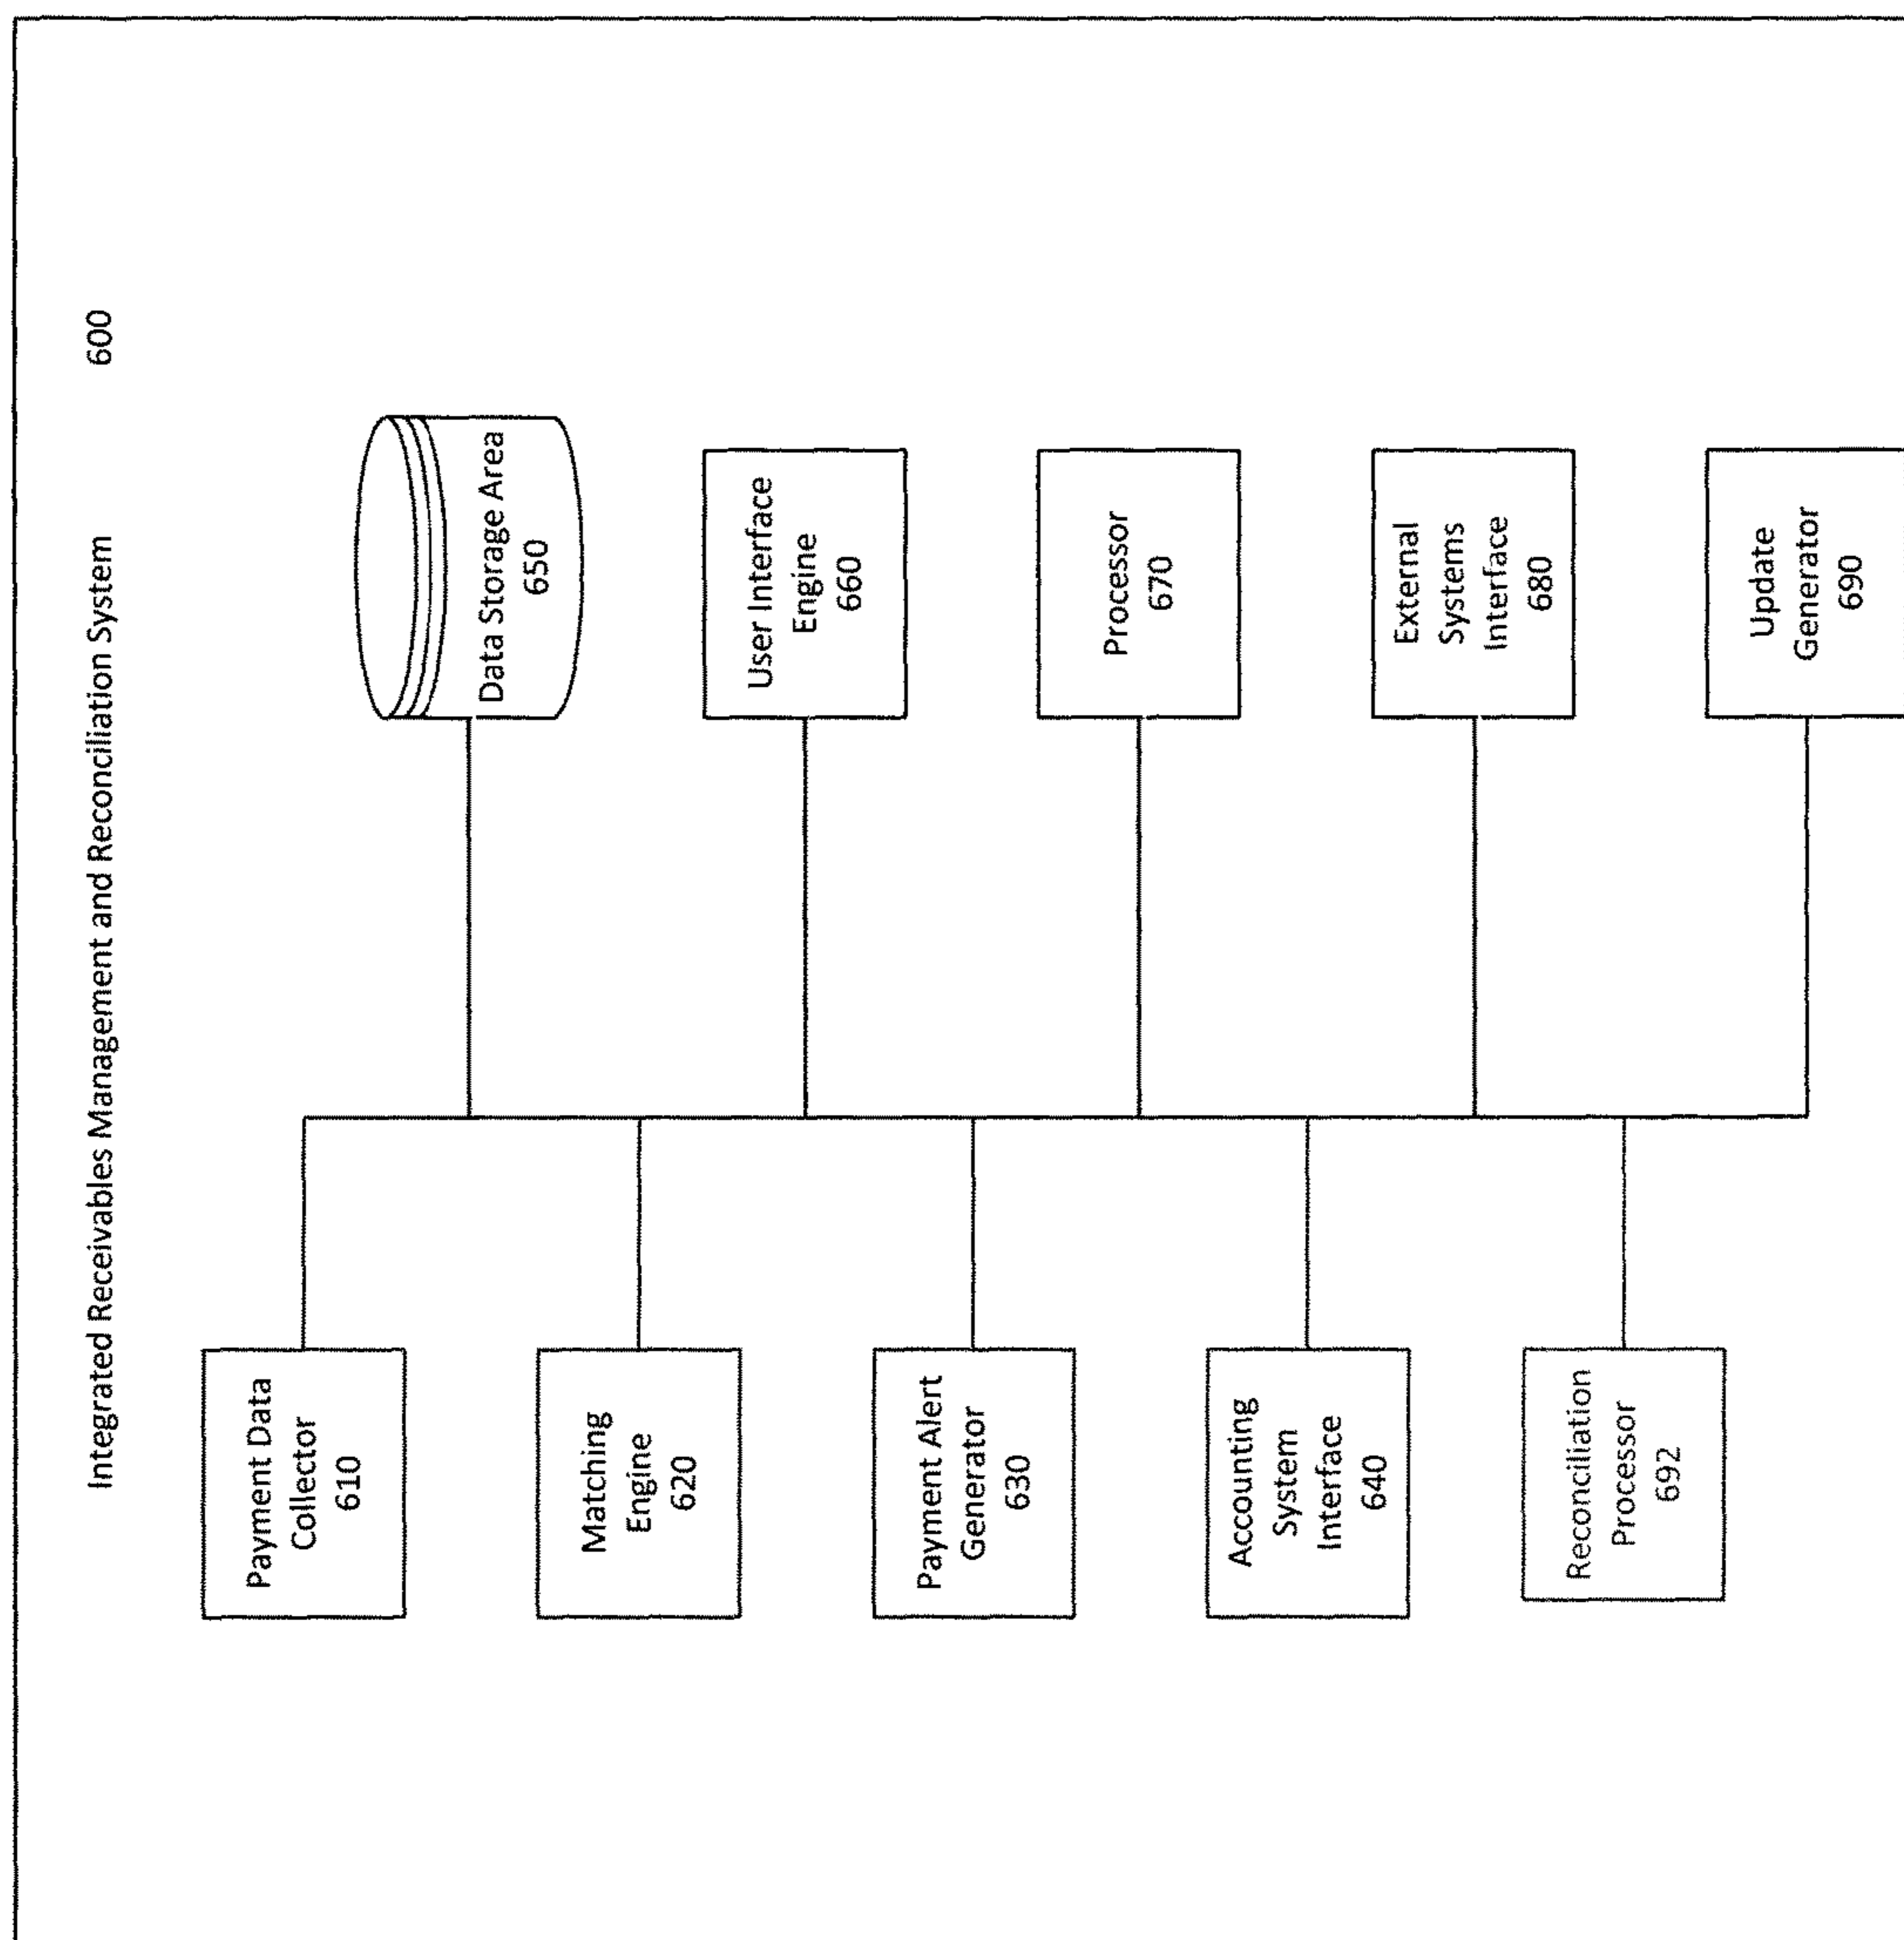 Integrated Receivables Management and Reconciliation System 600
Payment Data
Collector
610
Matching
Engine
620
Payment Alert
Generator
630
Accounting
System
Interface
640
Reconciliation
Processor
692
Data Storage Area
650
User Interface
Engine
660
Processor
670
External
Systems
Interface
680
Update
Generator
690